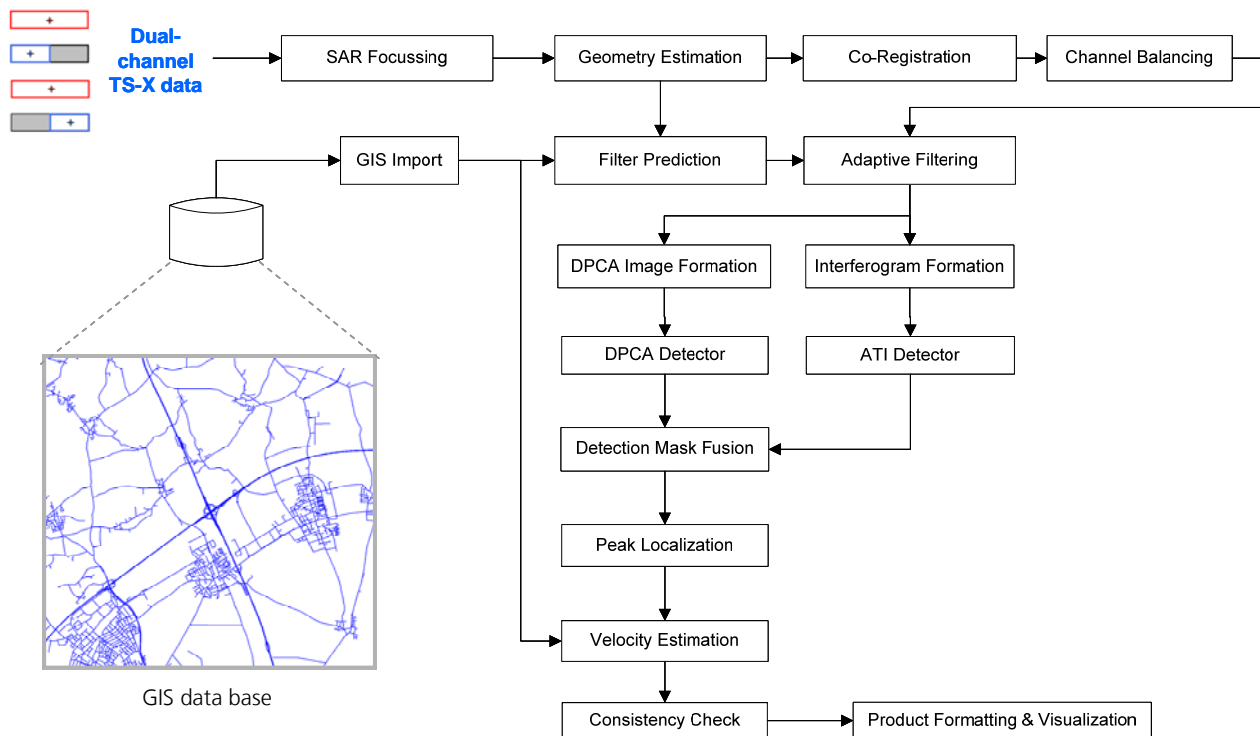 Dual-
channel
TS-X data
SAR Focussing
Geometry Estimation
Co-Registration
Channel Balancing
GIS Import
Filter Prediction
Adaptive Filtering
DPCA Image Formation
Interferogram Formation
DPCA Detector
ATI Detector
Detection Mask Fusion
Peak Localization
Velocity Estimation
GIS data base
Consistency Check
Product Formatting & Visualization